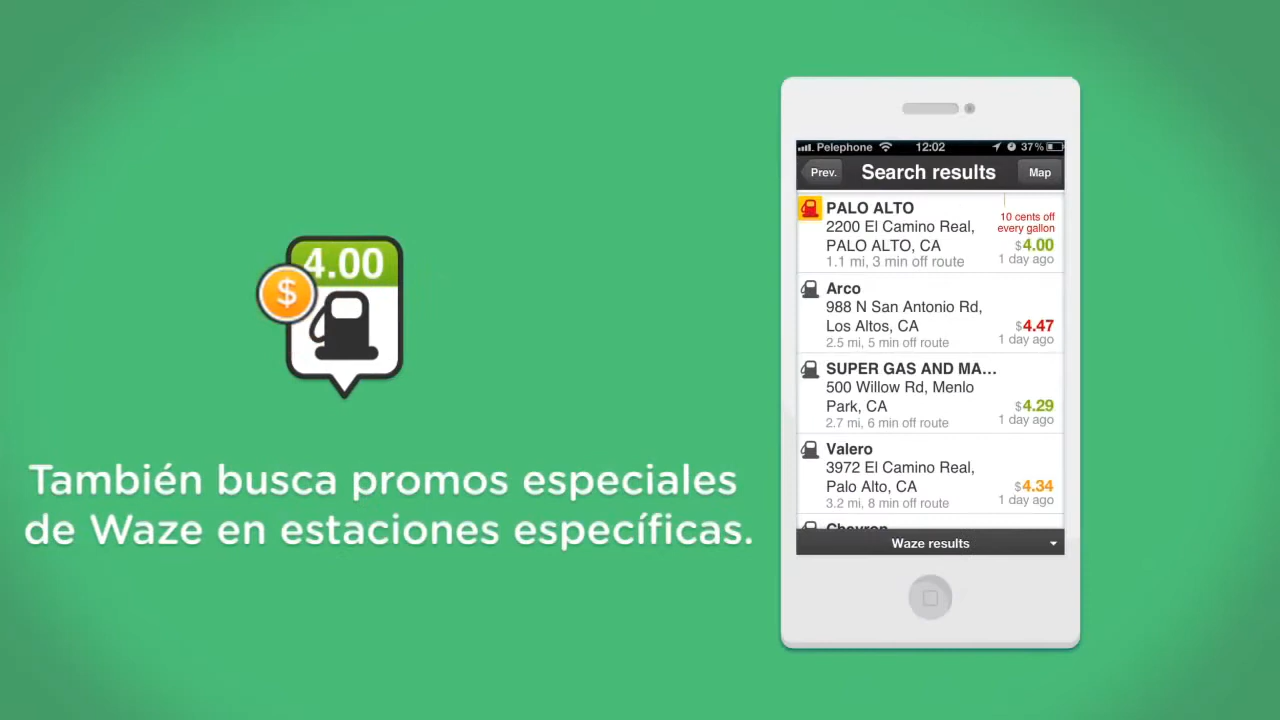 4.00
$
También busca promos especiales
de Waze en estaciones específicas.
Pelephone 12:02 37%
Prev. Search results Map
PALO ALTO
2200 El Camino Real,
PALO ALTO, CA
1.1 mi, 3 min off route
10 cents off
every gallon
$4.00
1 day ago
Arco
988 N San Antonio Rd,
Los Altos, CA
2.5 mi, 5 min off route
$4.47
1 day ago
SUPER GAS AND MA...
500 Willow Rd, Menlo
Park, CA
2.7 mi, 6 min off route
$4.29
1 day ago
Valero
3972 El Camino Real,
Palo Alto, CA
3.2 mi, 8 min off route
$4.34
1 day ago
Chevron
Waze results